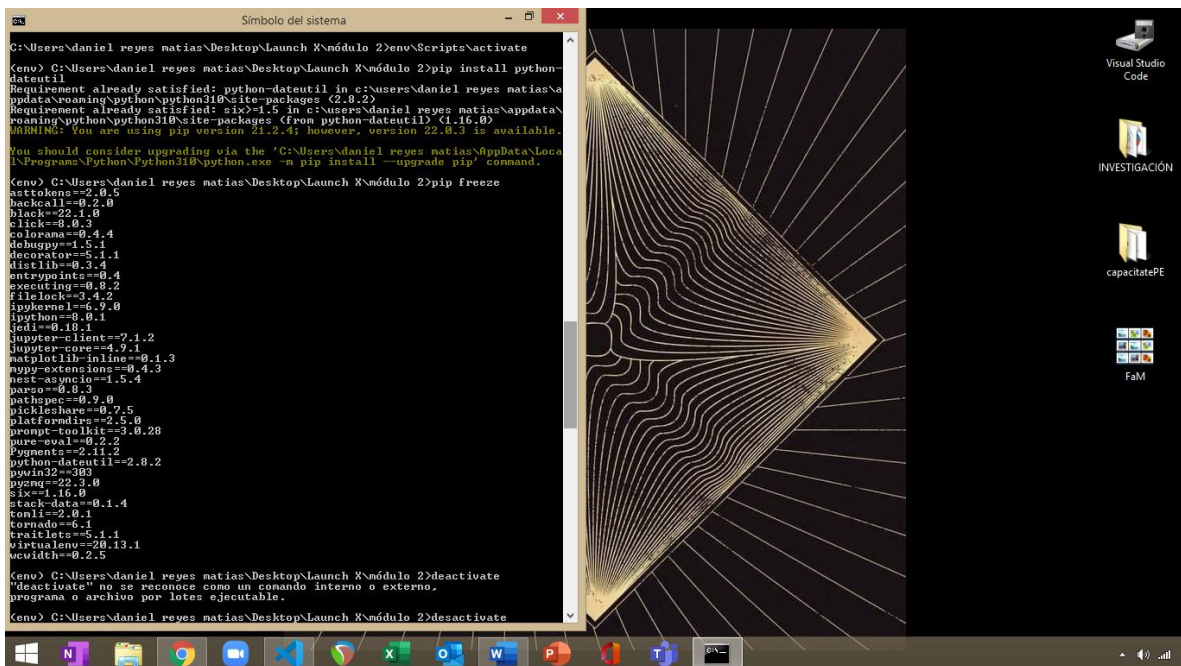 Símbolo del sistema
C:\Users\daniel reyes matias\Desktop\Launch X\módulo 2>env\Scripts\activate
(env) C:\Users\daniel reyes matias\Desktop\Launch X\módulo 2>pip install python-
dateutil
Requirement already satisfied: python-dateutil in c:\users\daniel reyes matias\a
ppdata\roaming\python\python310\site-packages (2.8.2)
Requirement already satisfied: six>=1.5 in c:\users\daniel reyes matias\appdata\
roaming\python\python310\site-packages (from python-dateutil) (1.16.0)
WARNING: You are using pip version 21.2.4; however, version 22.0.3 is available.
You should consider upgrading via the 'C:\Users\daniel reyes matias\AppData\Loca
l\Programs\Python\Python310\python.exe -m pip install --upgrade pip' command.
(env) C:\Users\daniel reyes matias\Desktop\Launch X\módulo 2>pip freeze
asttokens==2.0.5
backcall==0.2.0
black==22.1.0
click==8.0.3
colorama==0.4.4
debugpy==1.5.1
decorator==5.1.1
distlib==0.3.4
entrypoints==0.4
executing==0.8.2
filelock==3.4.2
ipykernel==6.9.0
ipython==8.0.1
jedi==0.18.1
jupyter-client==7.1.2
jupyter-core==4.9.1
matplotlib-inline==0.1.3
mypy-extensions==0.4.3
nest-asyncio==1.5.4
parso==0.8.3
pathspec==0.9.0
pickleshare==0.7.5
platformdirs==2.5.0
prompt-toolkit==3.0.28
pure-eval==0.2.2
Pygments==2.11.2
python-dateutil==2.8.2
pywin32==303
pyzmq==22.3.0
six==1.16.0
stack-data==0.1.4
tomli==2.0.1
tornado==6.1
traitlets==5.1.1
virtualenv==20.13.1
wcwidth==0.2.5
(env) C:\Users\daniel reyes matias\Desktop\Launch X\módulo 2>deactivate
"deactivate" no se reconoce como un comando interno o externo,
programa o archivo por lotes ejecutable.
(env) C:\Users\daniel reyes matias\Desktop\Launch X\módulo 2>desactivate
Visual Studio
Code
INVESTIGACIÓN
capacitatePE
FaM